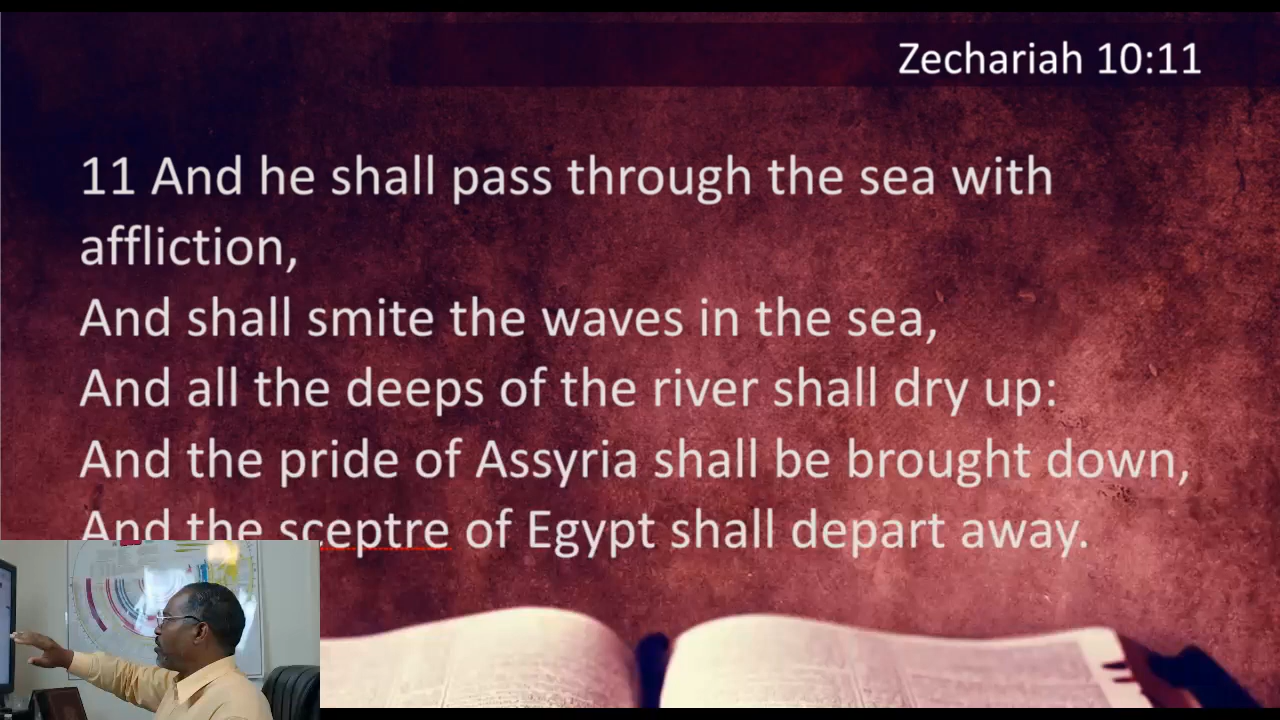 Zechariah 10:11
11 And he shall pass through the sea with
affliction,
And shall smite the waves in the sea,
And all the deeps of the river shall dry up:
And the pride of Assyria shall be brought down,
And the sceptre of Egypt shall depart away.